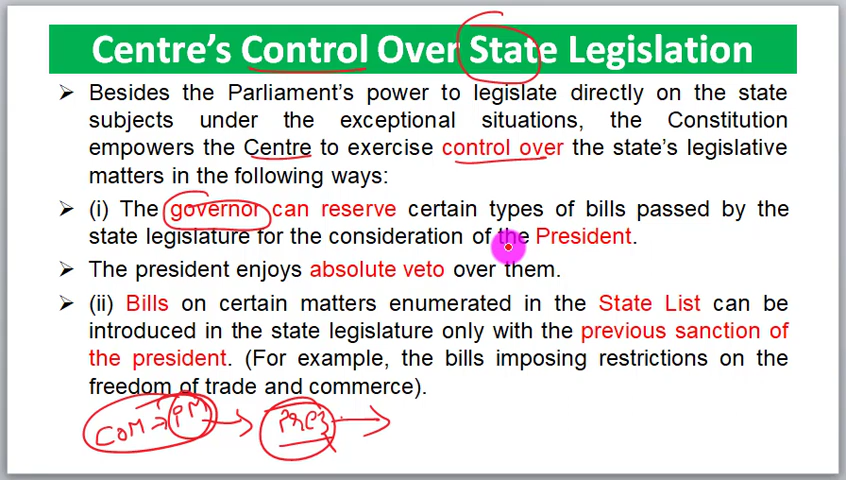 Centre's Control Over State Legislation
➤ Besides the Parliament's power to legislate directly on the state
subjects under the exceptional situations, the Constitution
empowers the Centre to exercise control over the state's legislative
matters in the following ways:
➤ (i) The governor can reserve certain types of bills passed by the
state legislature for the consideration of the President.
➤ The president enjoys absolute veto over them.
➤ (ii) Bills on certain matters enumerated in the State List can be
introduced in the state legislature only with the previous sanction of
the president. (For example, the bills imposing restrictions on the
freedom of trade and commerce).
COM → PM → Prez →